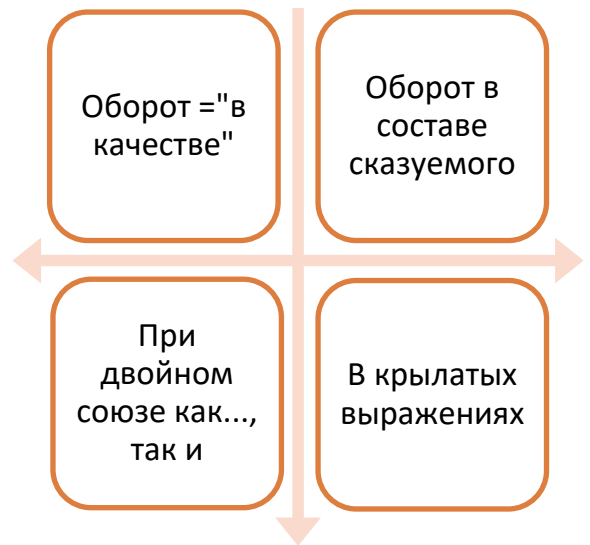 Оборот ="в
качестве"
Оборот в
составе
сказуемого
При
двойном
союзе как...,
так и
В крылатых
выражениях